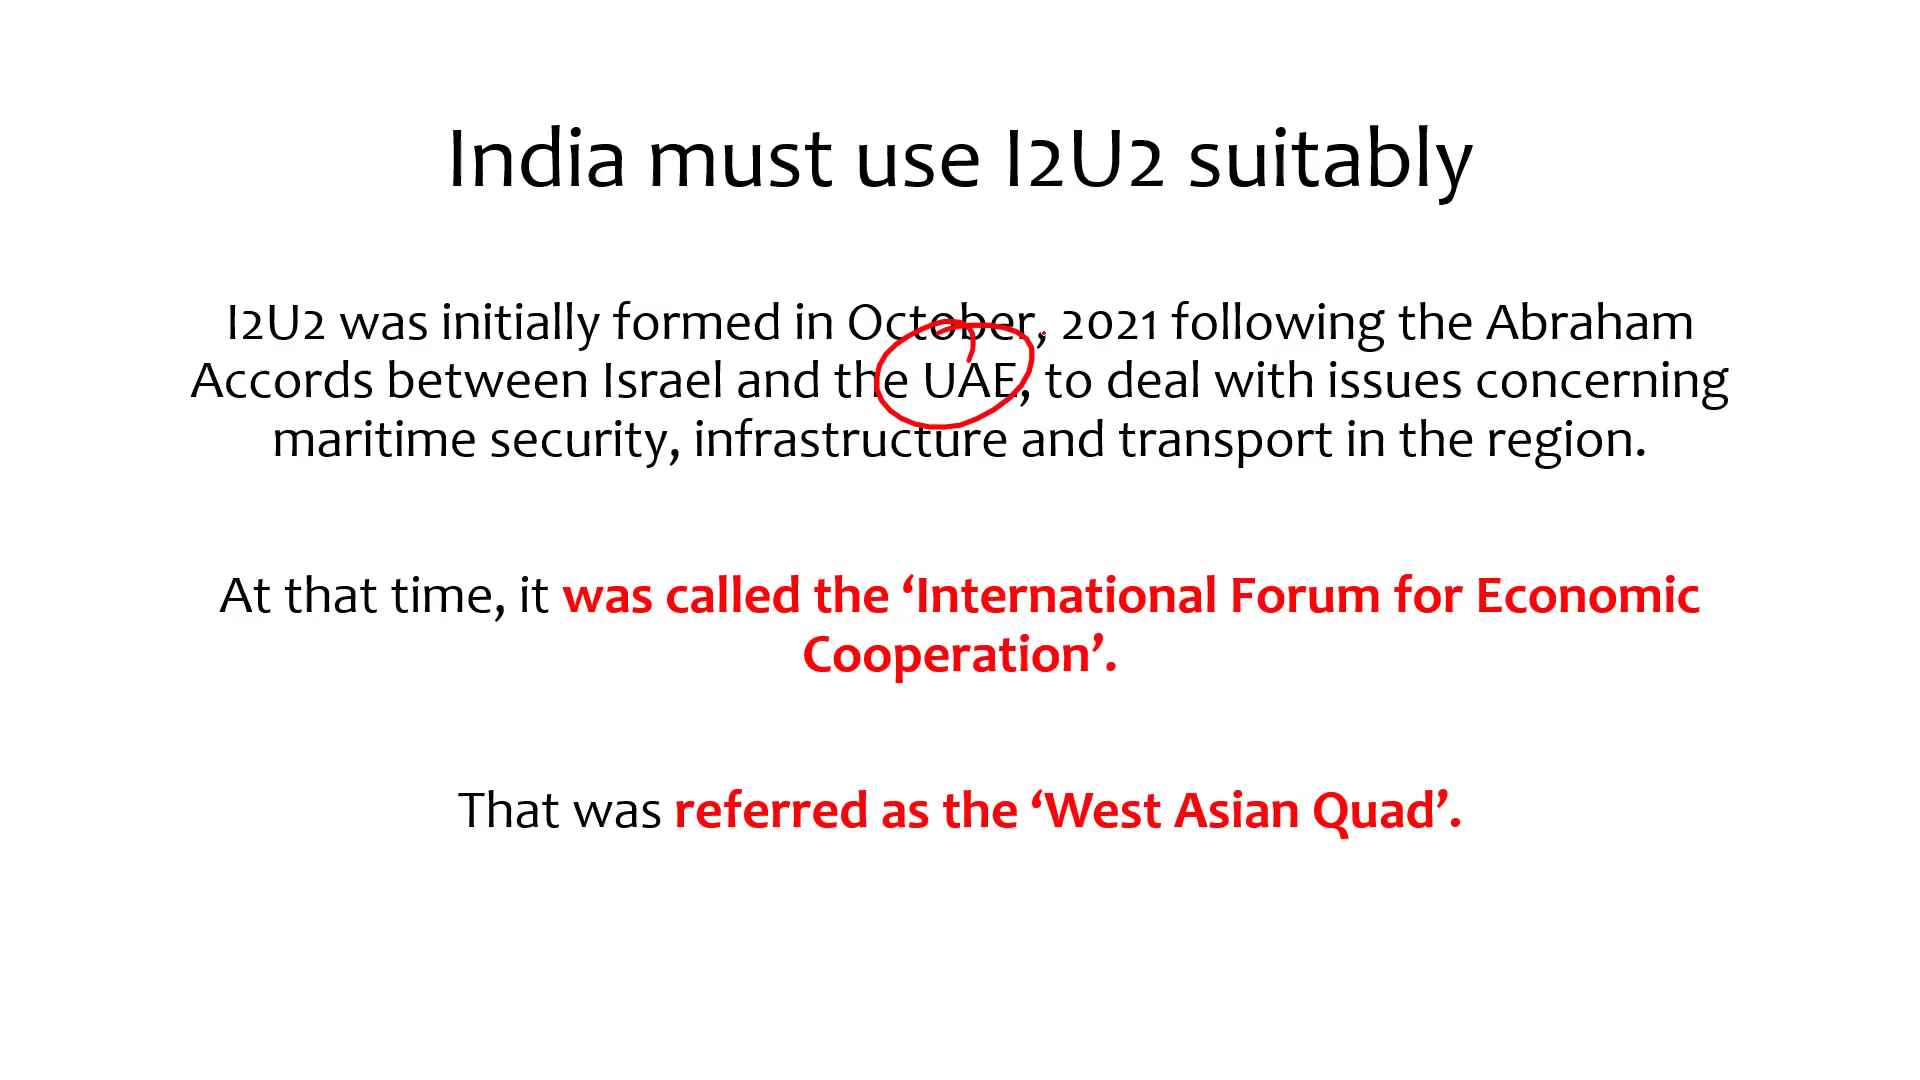 India must use I2U2 suitably
I2U2 was initially formed in October, 2021 following the Abraham
Accords between Israel and the UAE, to deal with issues concerning
maritime security, infrastructure and transport in the region.
At that time, it was called the ‘International Forum for Economic
Cooperation’.
That was referred as the ‘West Asian Quad’.